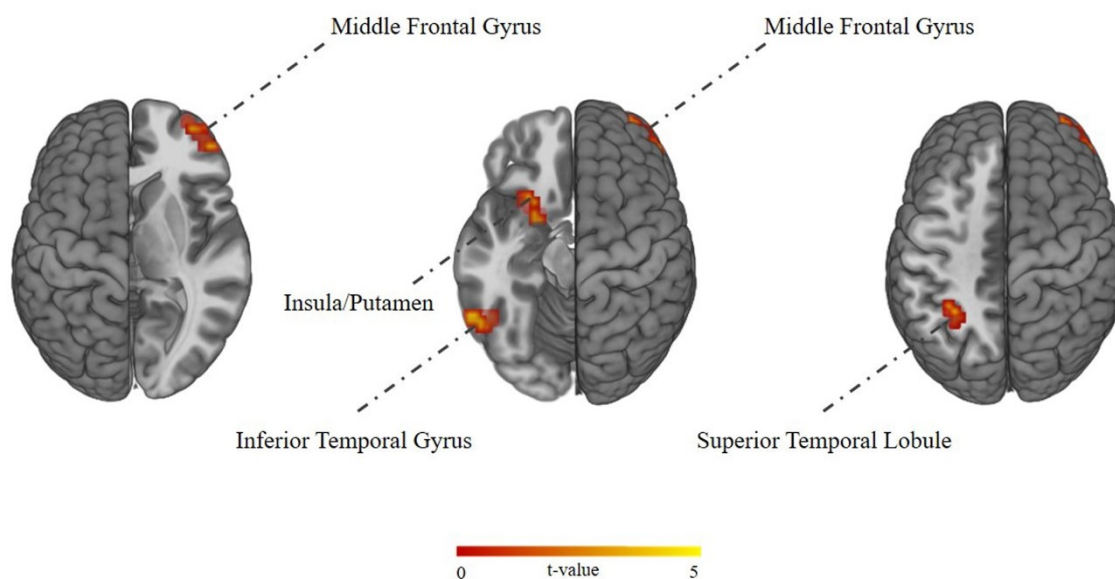 Middle Frontal Gyrus
Middle Frontal Gyrus
Insula/Putamen
Inferior Temporal Gyrus
Superior Temporal Lobule
0
t-value
5